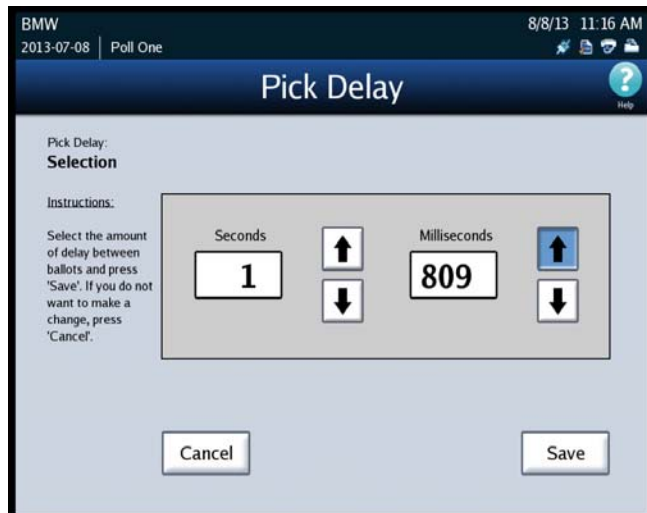 BMW
8/8/13 11:16 AM
2013-07-08 | Poll One
Pick Delay
Help
Pick Delay:
Selection
Instructions:
Select the amount
of delay between
ballots and press
'Save'. If you do not
want to make a
change, press
'Cancel'.
Seconds
1
Milliseconds
809
Cancel
Save